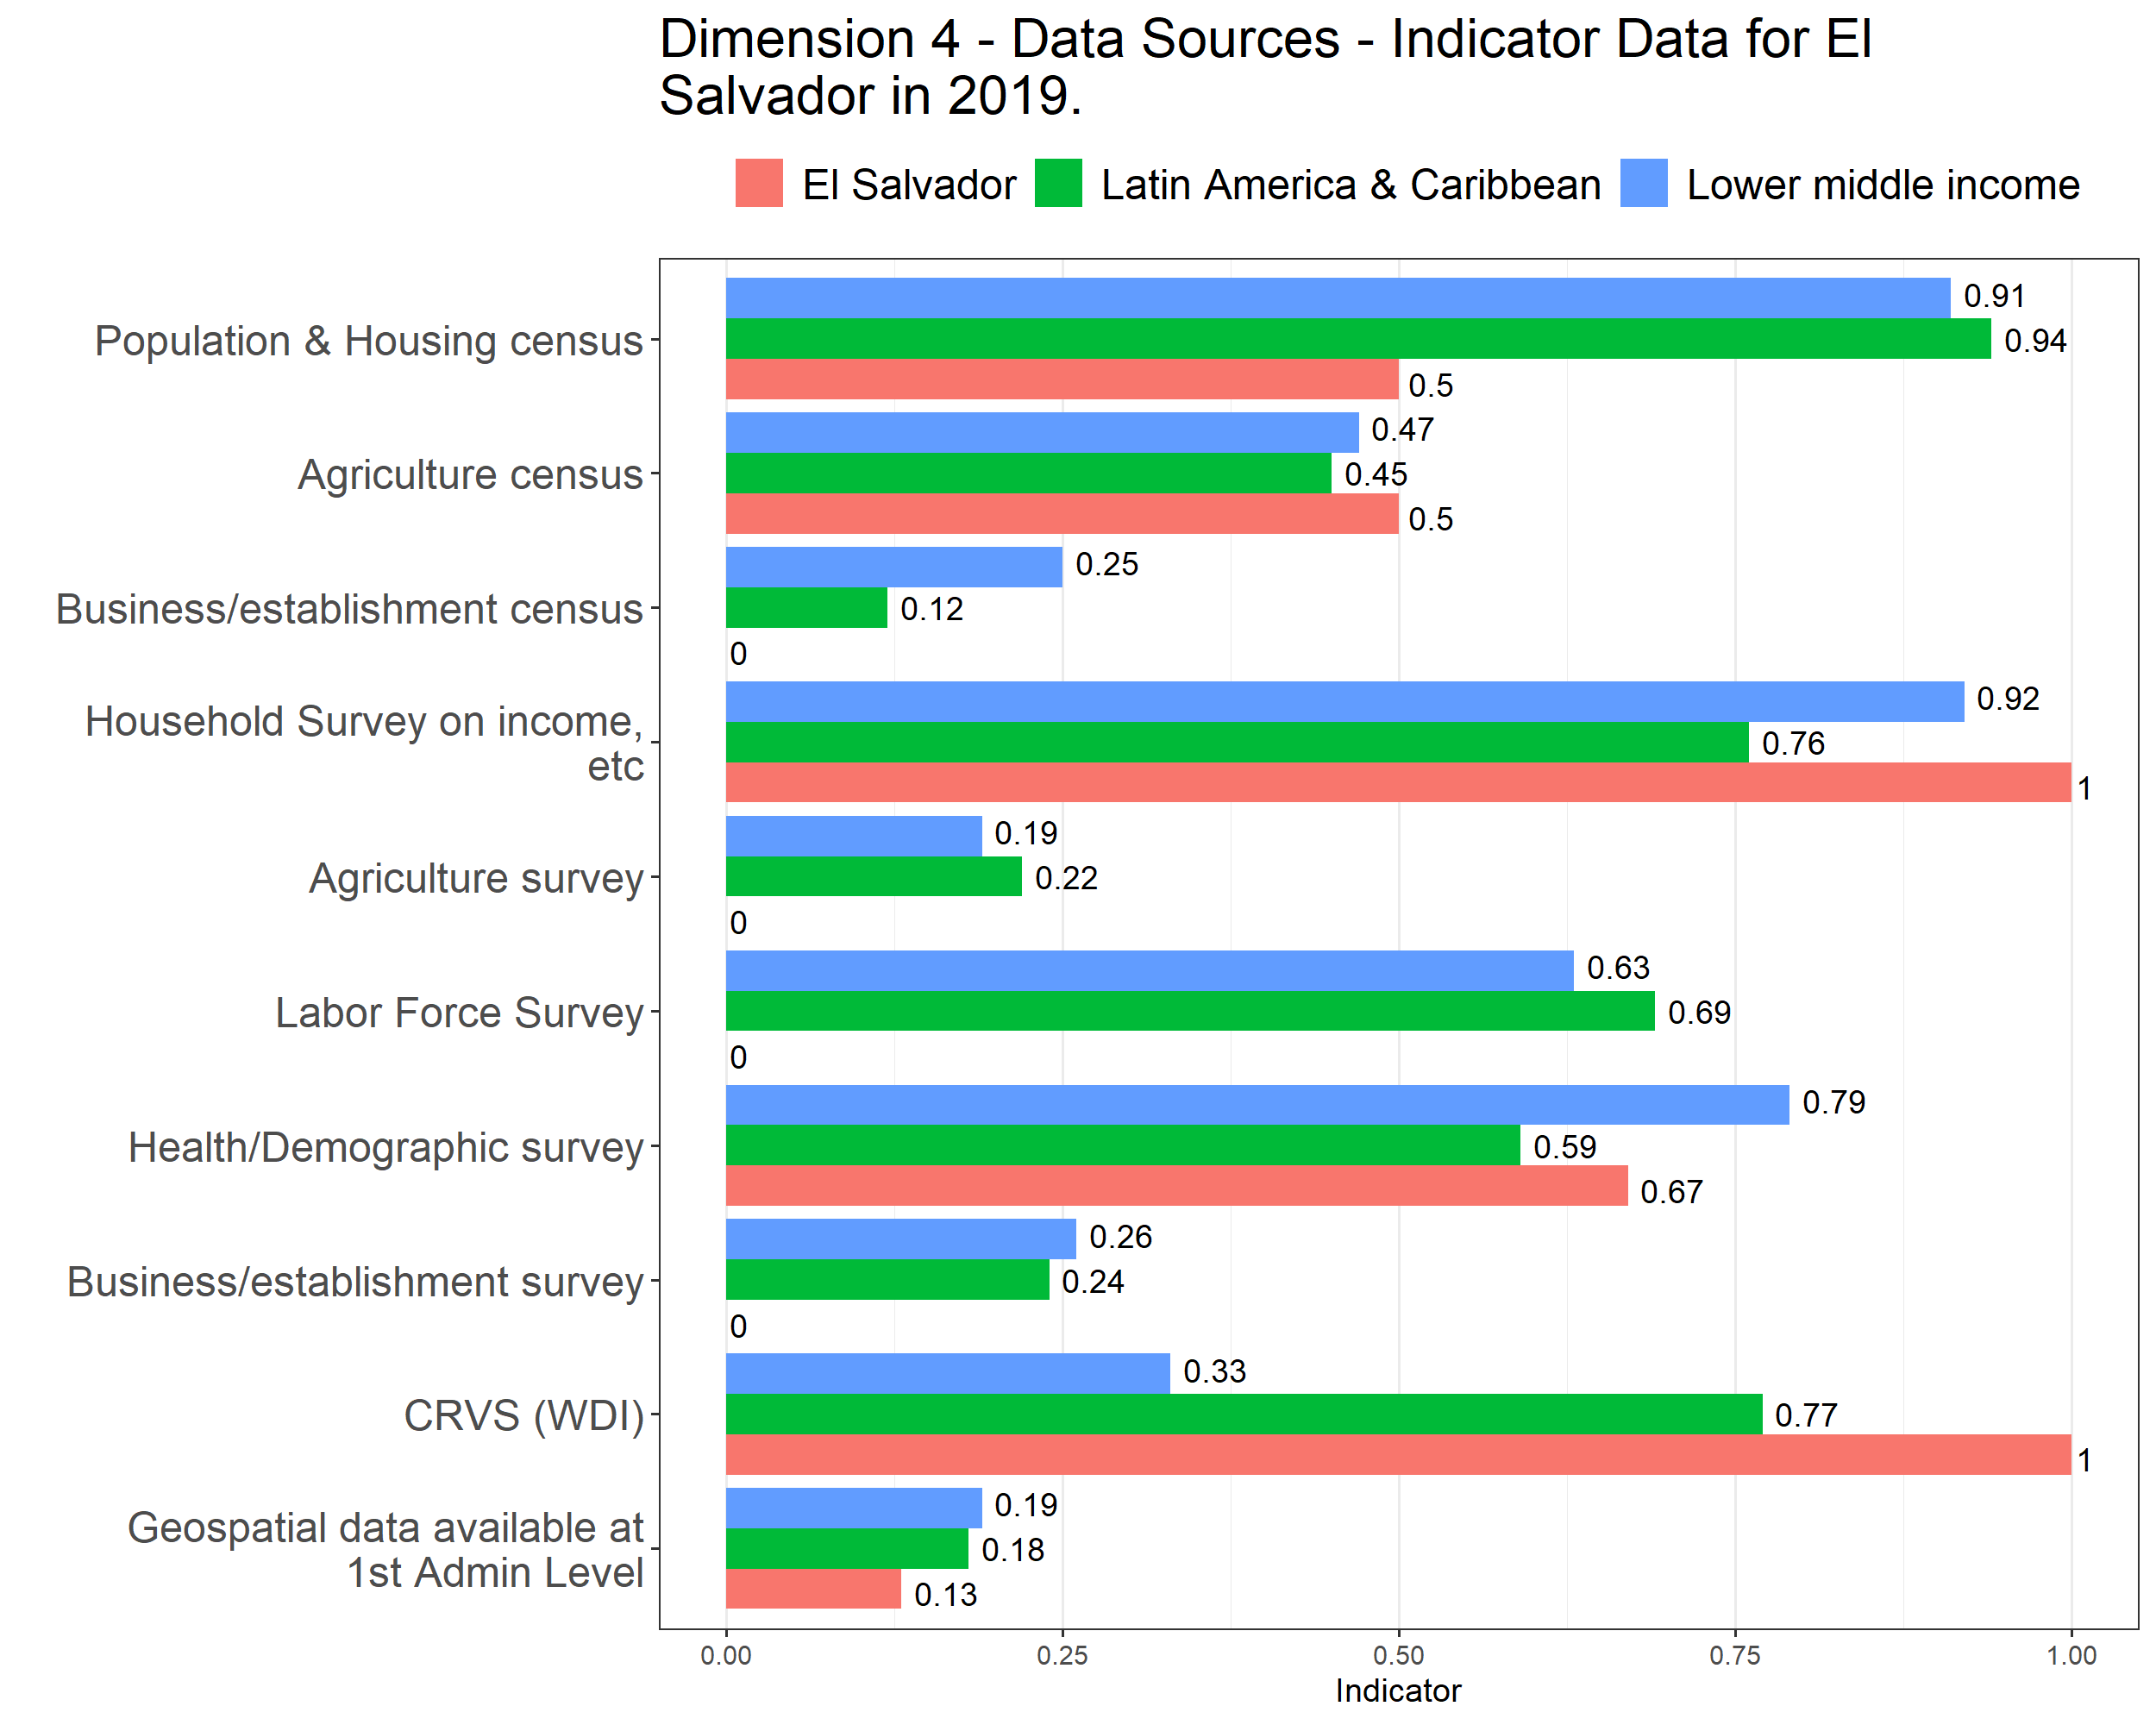 Dimension 4 - Data Sources - Indicator Data for El
Salvador in 2019.
El Salvador
Latin America & Caribbean
Lower middle income
Population & Housing census
0.91
0.94
0.5
Agriculture census
0.47
0.45
0.5
Business/establishment census
0.25
0.12
0
Household Survey on income,
etc
0.92
0.76
1
Agriculture survey
0.19
0.22
0
Labor Force Survey
0.63
0.69
0
Health/Demographic survey
0.79
0.59
0.67
Business/establishment survey
0.26
0.24
0
CRVS (WDI)
0.33
0.77
1
Geospatial data available at
1st Admin Level
0.19
0.18
0.13
0.00
0.25
0.50
0.75
1.00
Indicator